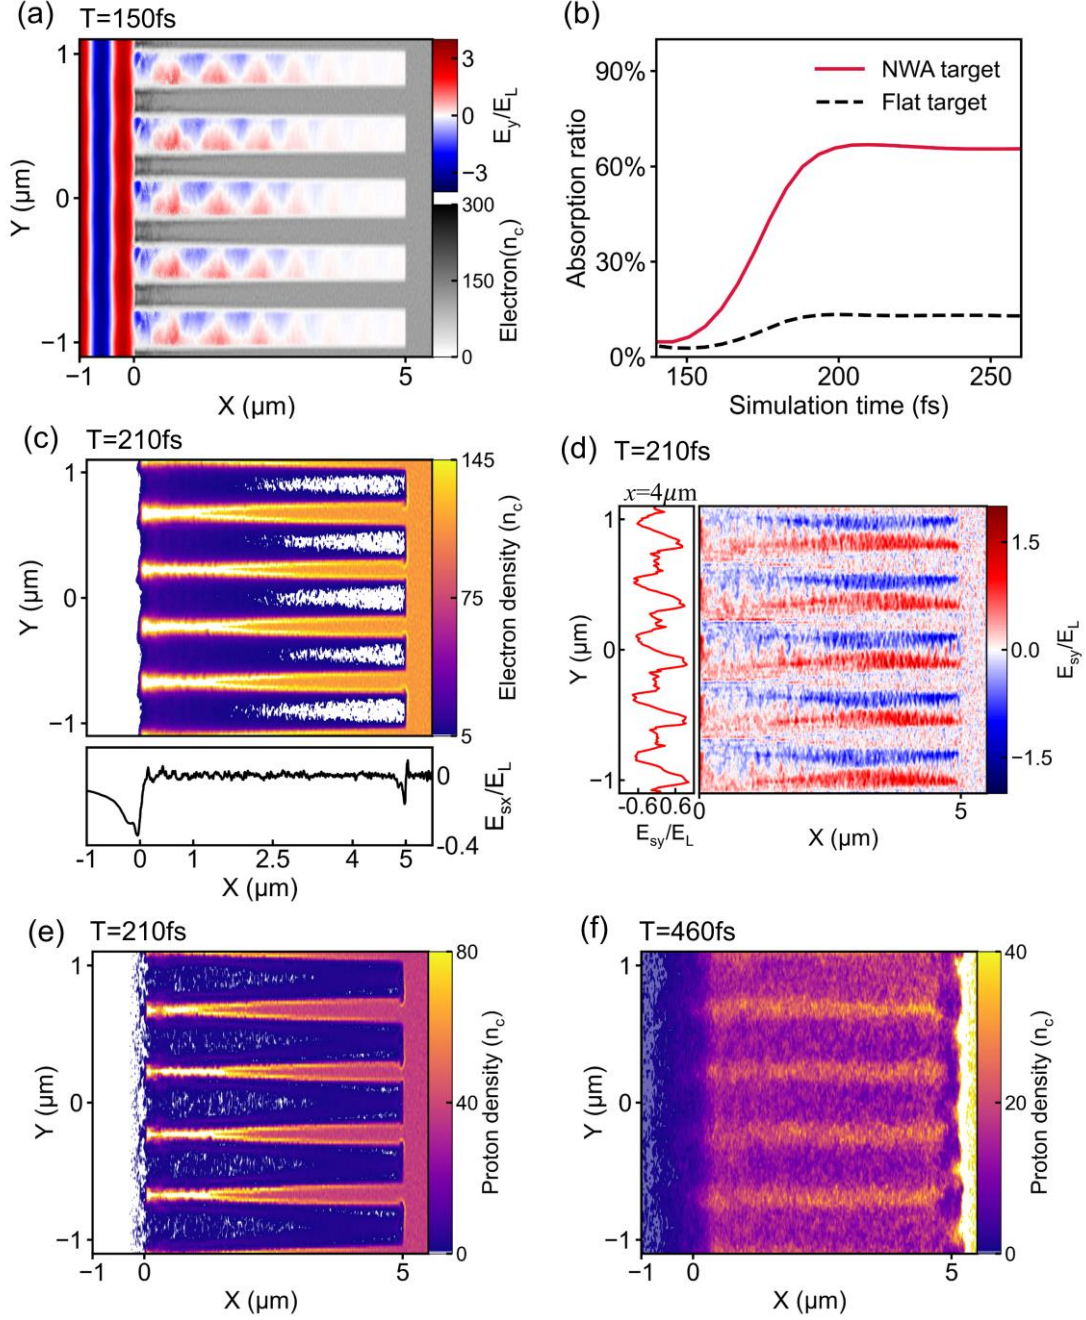 (a) T=150fs
1
0
−1
Y (μm)
−1 0 5
X (μm)
3
0
−3
E_y/E_L
300
150
0
Electron(n_c)
(b)
90%
60%
30%
0%
Absorption ratio
NWA target
Flat target
150 200 250
Simulation time (fs)
(c) T=210fs
1
0
−1
Y (μm)
145
75
5
Electron density (n_c)
0
-0.4
E_sx/E_L
-1 0 1 2.5 4 5
X (μm)
(d) T=210fs
x=4μm
1
0
−1
Y (μm)
-0.6 0.6
E_sy/E_L
0 5
X (μm)
1.5
0.0
−1.5
E_sy/E_L
(e) T=210fs
1
0
−1
Y (μm)
−1 0 5
X (μm)
80
40
0
Proton density (n_c)
(f) T=460fs
1
0
−1
Y (μm)
−1 0 5
X (μm)
40
20
0
Proton density (n_c)